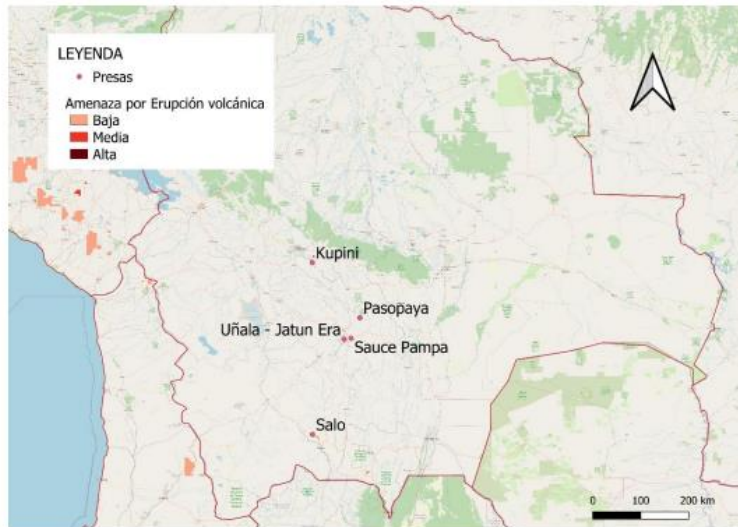 LEYENDA
Presas
Amenaza por Erupción volcánica
Baja
Media
Alta
Kupini
Pasopaya
Uñala - Jatun Era
Sauce Pampa
Salo
0 100 200 km